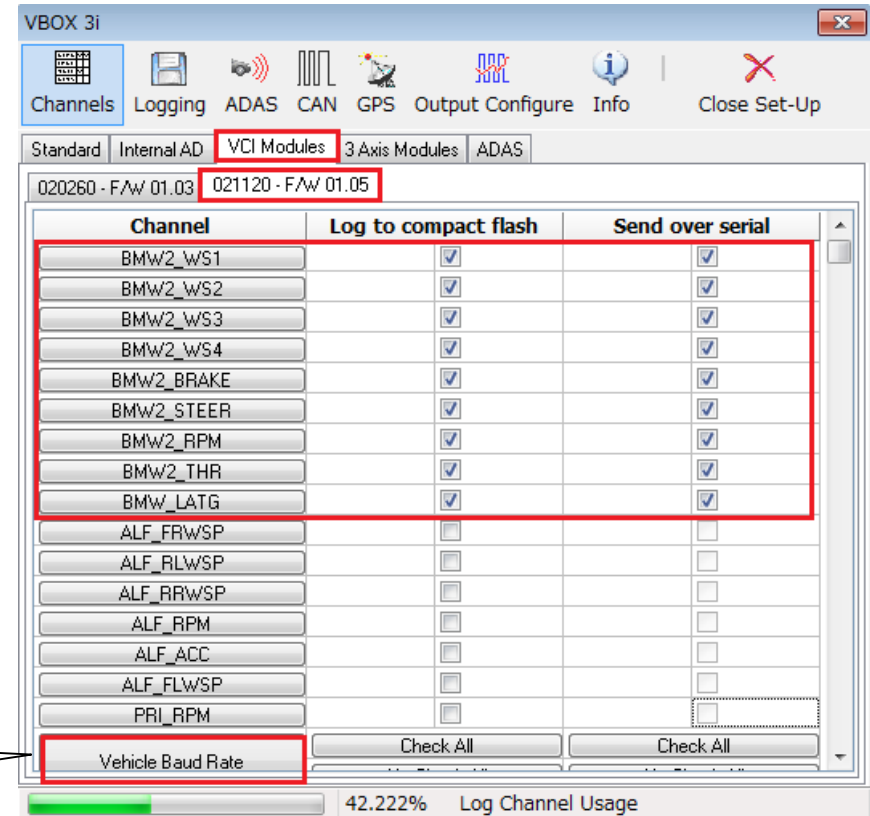 VBOX 3i
Channels Logging ADAS CAN GPS Output Configure Info Close Set-Up
Standard Internal AD VCI Modules 3 Axis Modules ADAS
020260 - F/W 01.03 021120 - F/W 01.05
Channel Log to compact flash Send over serial
BMW2_WS1
BMW2_WS2
BMW2_WS3
BMW2_WS4
BMW2_BRAKE
BMW2_STEER
BMW2_RPM
BMW2_THR
BMW_LATG
ALF_FRWSP
ALF_RLWSP
ALF_RRWSP
ALF_RPM
ALF_ACC
ALF_FLWSP
PRI_RPM
Vehicle Baud Rate Check All Check All
42.222% Log Channel Usage